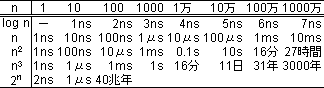 n 1 10 100 1000 1万 10万 100万 1000万
log n — 1ns 2ns 3ns 4ns 5ns 6ns 7ns
n 1ns 10ns 100ns 1μs 10μs 100μs 1ms 10ms
n² 1ns 100ns 10μs 1ms 0.1s 10s 16分 27時間
n³ 1ns 1μs 1ms 1s 16分 11日 31年 3000年
2ⁿ 2ns 1μs 40兆年